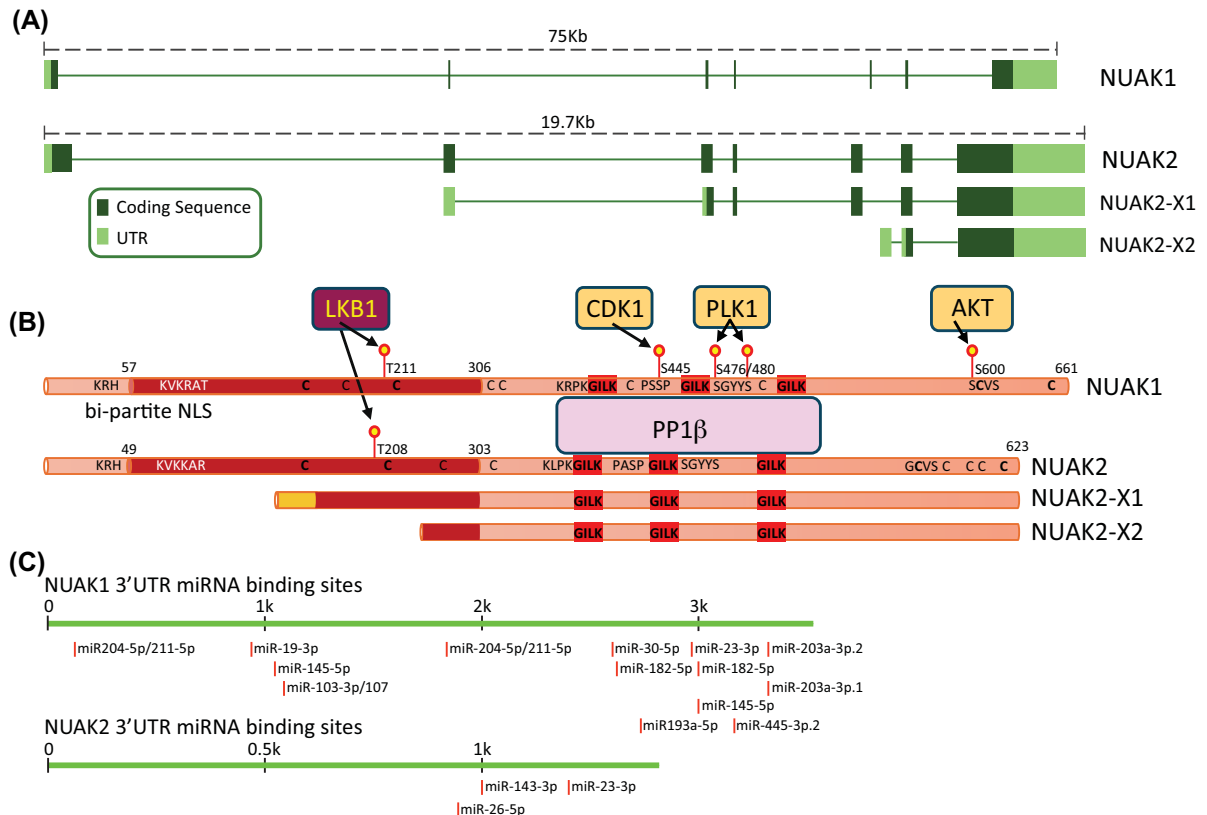 (A)
75Kb
NUAK1
19.7Kb
NUAK2
Coding Sequence
UTR
NUAK2-X1
NUAK2-X2
(B)
LKB1
CDK1
PLK1
AKT
57
T211
306
S445
S476/480
S600
661
KRH KVKRAT C C C C C KRPK GILK C PSSP GILK SGYYS C GILK SCVS C
NUAK1
bi-partite NLS
PP1β
49
T208
303
623
KRH KVKKAR C C C C KLPK GILK PASP GILK SGYYS GILK GCVS C C C C
NUAK2
GILK GILK GILK
NUAK2-X1
GILK GILK GILK
NUAK2-X2
(C)
NUAK1 3'UTR miRNA binding sites
0 1k 2k 3k
miR204-5p/211-5p miR-19-3p miR-204-5p/211-5p miR-30-5p miR-23-3p miR-203a-3p.2
miR-145-5p miR-182-5p miR-182-5p
miR-103-3p/107 miR-203a-3p.1
miR-145-5p
miR193a-5p miR-445-3p.2
NUAK2 3'UTR miRNA binding sites
0 0.5k 1k
miR-143-3p miR-23-3p
miR-26-5p